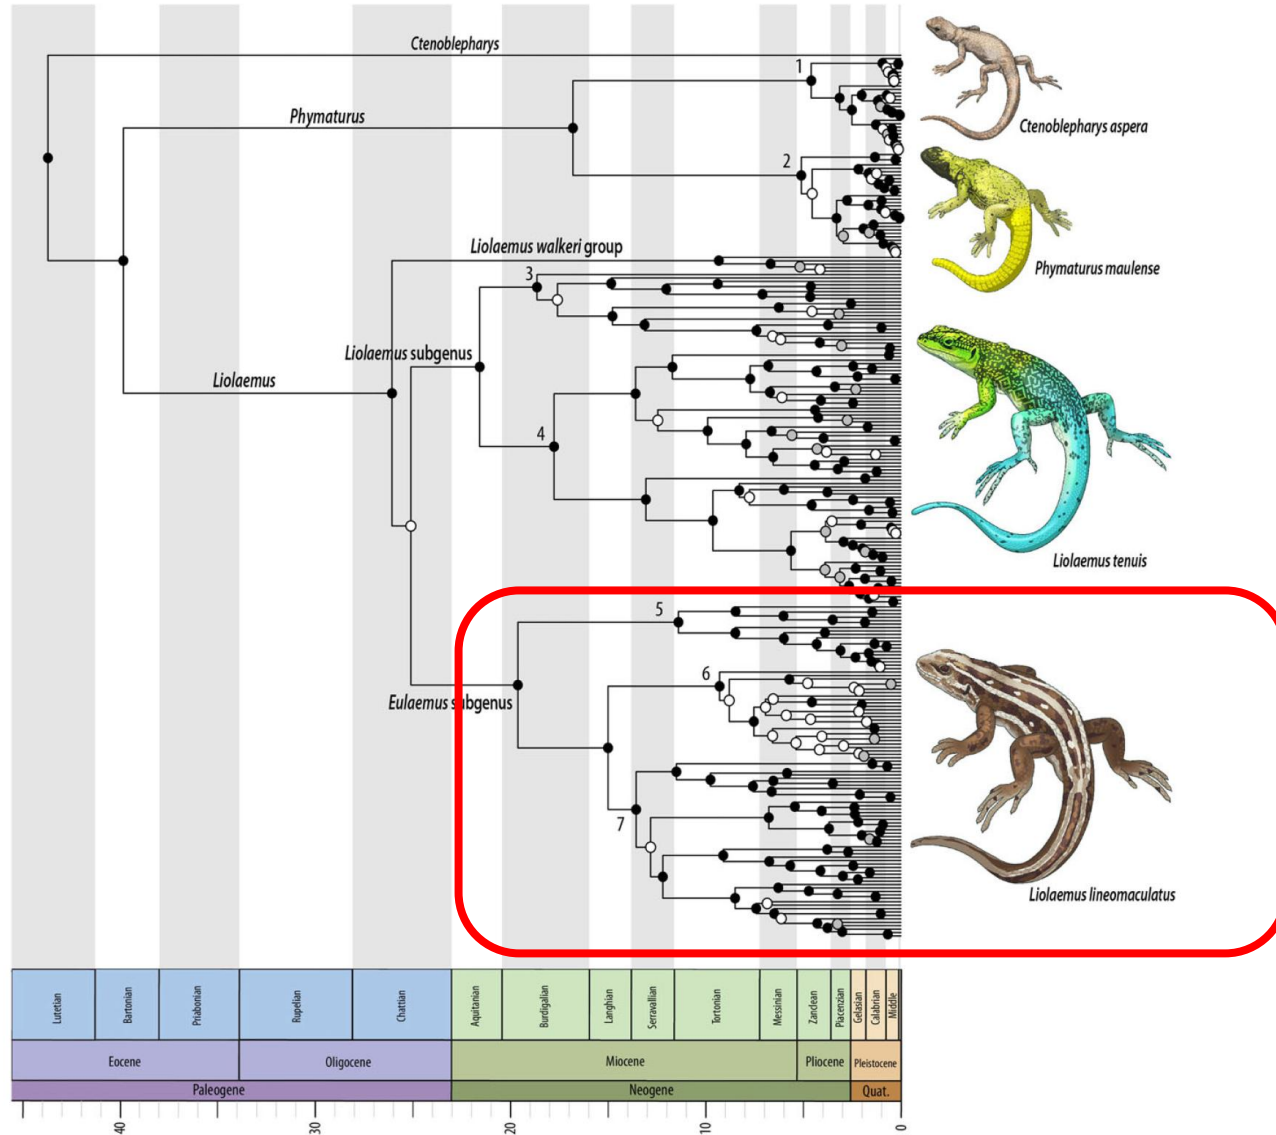 Ctenoblepharys
1
Ctenoblepharys aspera
Phymaturus
2
Phymaturus maulense
Liolaemus walkeri group
3
Liolaemus subgenus
Liolaemus
4
Liolaemus tenuis
5
6
Eulaemus subgenus
7
Liolaemus lineomaculatus
Lutetian
Bartonian
Priabonian
Rupelian
Chattian
Aquitanian
Burdigalian
Langhian
Serravallian
Tortonian
Messinian
Zanclean
Piacenzian
Gelasian
Calabrian
Middle
Eocene
Oligocene
Miocene
Pliocene
Pleistocene
Paleogene
Neogene
Quat.
40
30
20
10
0